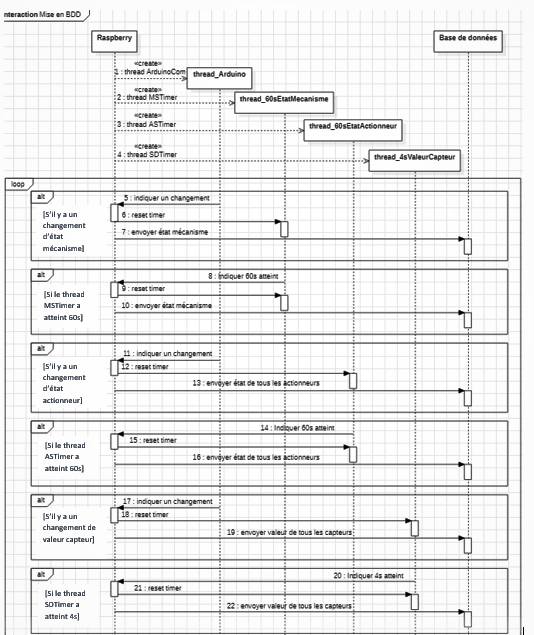 nteraction Mise en BDD
Raspberry
Base de données
«create»
1 : thread ArduinoCom
thread_Arduino
«create»
2 : thread MSTimer
thread_60sEtatMecanisme
«create»
3 : thread ASTimer
thread_60sEtatActionneur
«create»
4 : thread SDTimer
thread_4sValeurCapteur
loop
alt
[S'il y a un
changement
d'état
mécanisme]
5 : indiquer un changement
6 : reset timer
7 : envoyer état mécanisme
alt
[Si le thread
MSTimer a
atteint 60s]
8 : Indiquer 60s atteint
9 : reset timer
10 : envoyer état mécanisme
alt
[S'il y a un
changement
d'état
actionneur]
11 : indiquer un changement
12 : reset timer
13 : envoyer état de tous les actionneurs
alt
[Si le thread
ASTimer a
atteint 60s]
14 : Indiquer 60s atteint
15 : reset timer
16 : envoyer état de tous les actionneurs
alt
[S'il y a un
changement de
valeur capteur]
17 : indiquer un changement
18 : reset timer
19 : envoyer valeur de tous les capteurs
alt
[Si le thread
SDTimer a
atteint 4s]
20 : Indiquer 4s atteint
21 : reset timer
22 : envoyer valeur de tous les capteurs